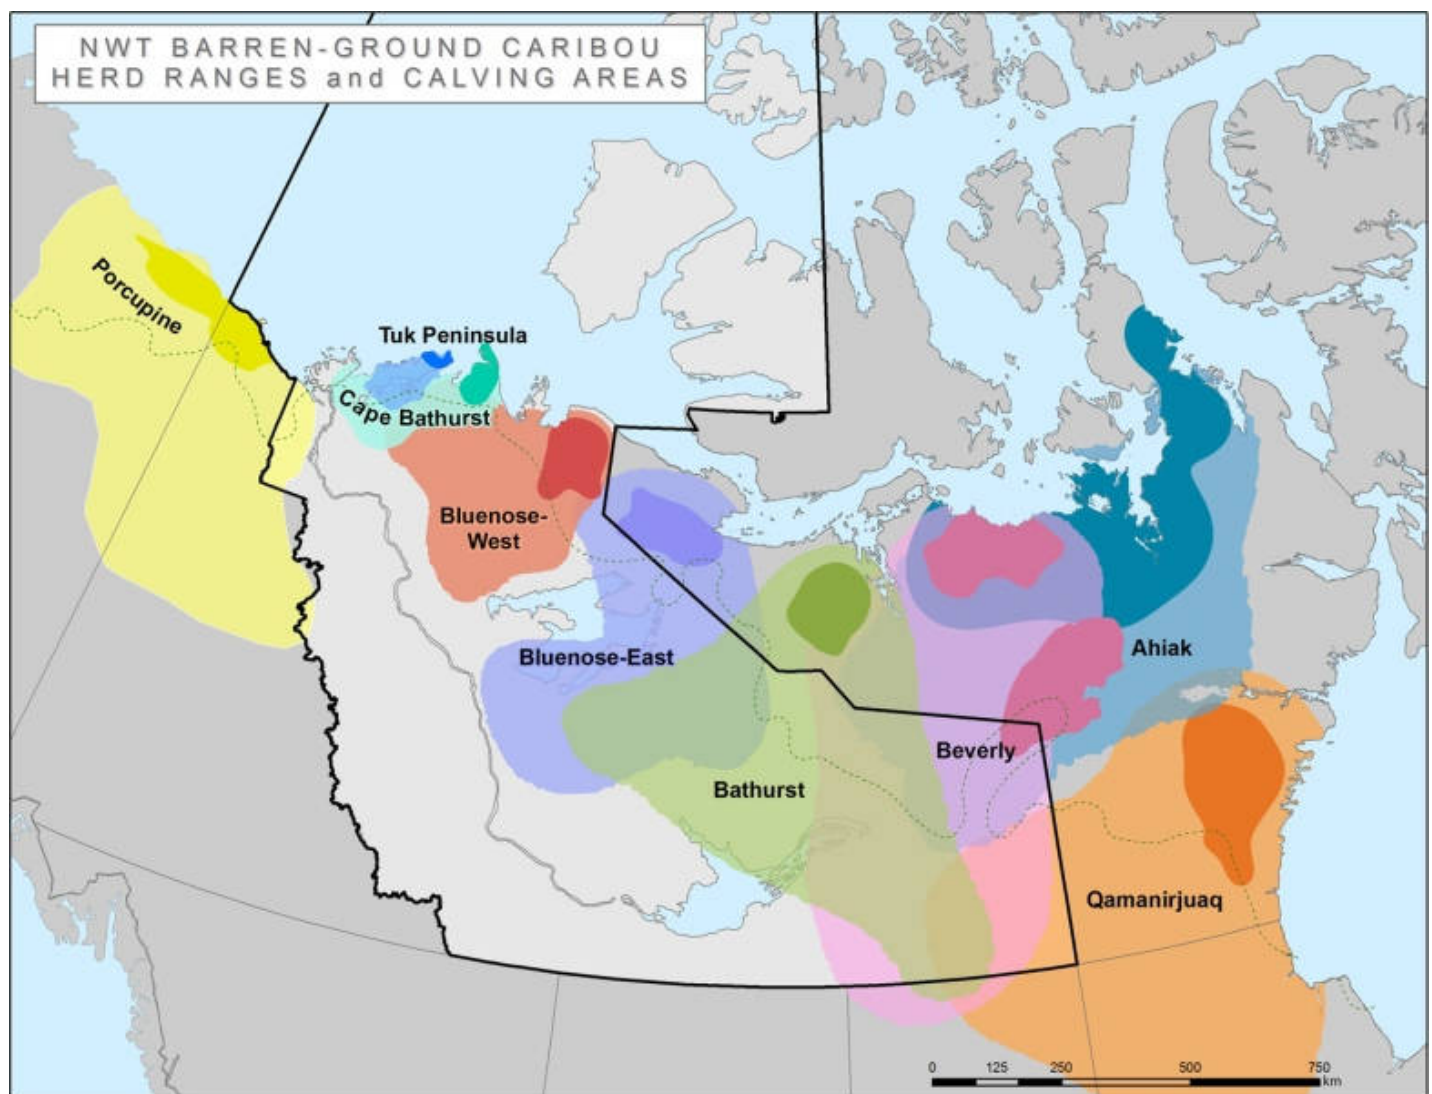 NWT BARREN-GROUND CARIBOU
HERD RANGES and CALVING AREAS
Porcupine
Tuk Peninsula
Cape Bathurst
Bluenose-
West
Bluenose-East
Ahiak
Beverly
Bathurst
Qamanirjuaq
0 125 250 500 750
km